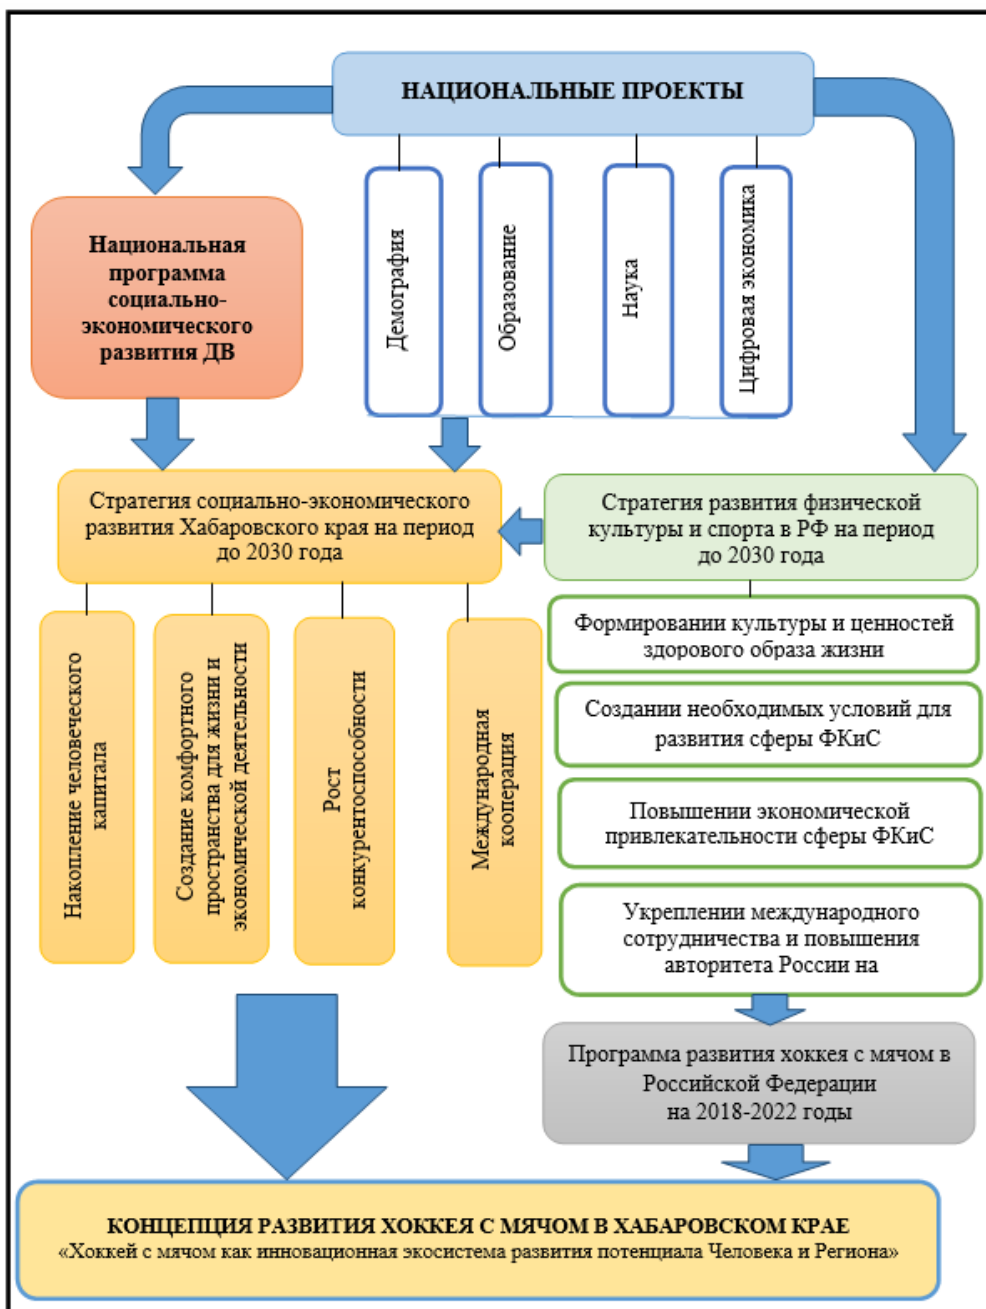 НАЦИОНАЛЬНЫЕ ПРОЕКТЫ
Национальная
программа
социально-
экономического
развития ДВ
Демография
Образование
Наука
Цифровая экономика
Стратегия социально-экономического
развития Хабаровского края на период
до 2030 года
Стратегия развития физической
культуры и спорта в РФ на период
до 2030 года
Накопление человеческого
капитала
Создание комфортного
пространства для жизни и
экономической деятельности
Рост
конкурентоспособности
Международная
кооперация
Формировании культуры и ценностей
здорового образа жизни
Создании необходимых условий для
развития сферы ФКиС
Повышении экономической
привлекательности сферы ФКиС
Укреплении международного
сотрудничества и повышения
авторитета России на
Программа развития хоккея с мячом в
Российской Федерации
на 2018-2022 годы
КОНЦЕПЦИЯ РАЗВИТИЯ ХОККЕЯ С МЯЧОМ В ХАБАРОВСКОМ КРАЕ
«Хоккей с мячом как инновационная экосистема развития потенциала Человека и Региона»